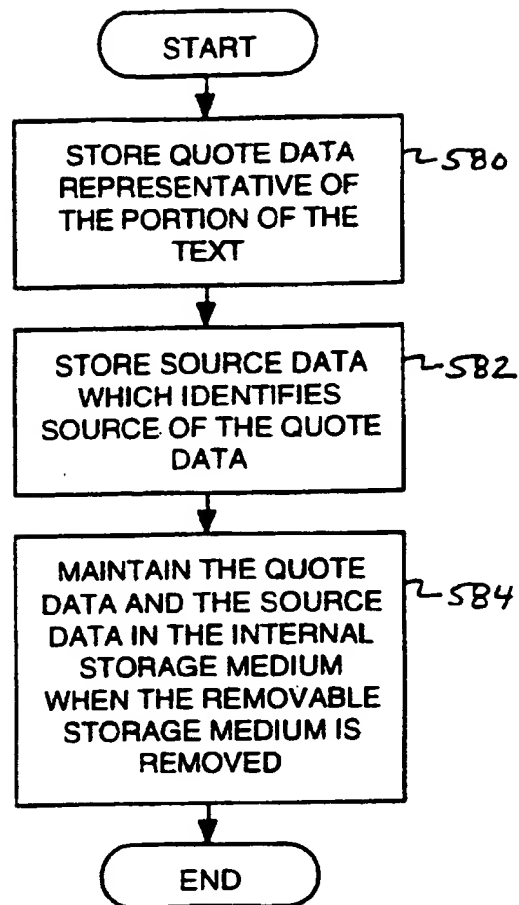 START
STORE QUOTE DATA
REPRESENTATIVE OF
THE PORTION OF THE
TEXT
580
STORE SOURCE DATA
WHICH IDENTIFIES
SOURCE OF THE QUOTE
DATA
582
MAINTAIN THE QUOTE
DATA AND THE SOURCE
DATA IN THE INTERNAL
STORAGE MEDIUM
WHEN THE REMOVABLE
STORAGE MEDIUM IS
REMOVED
584
END